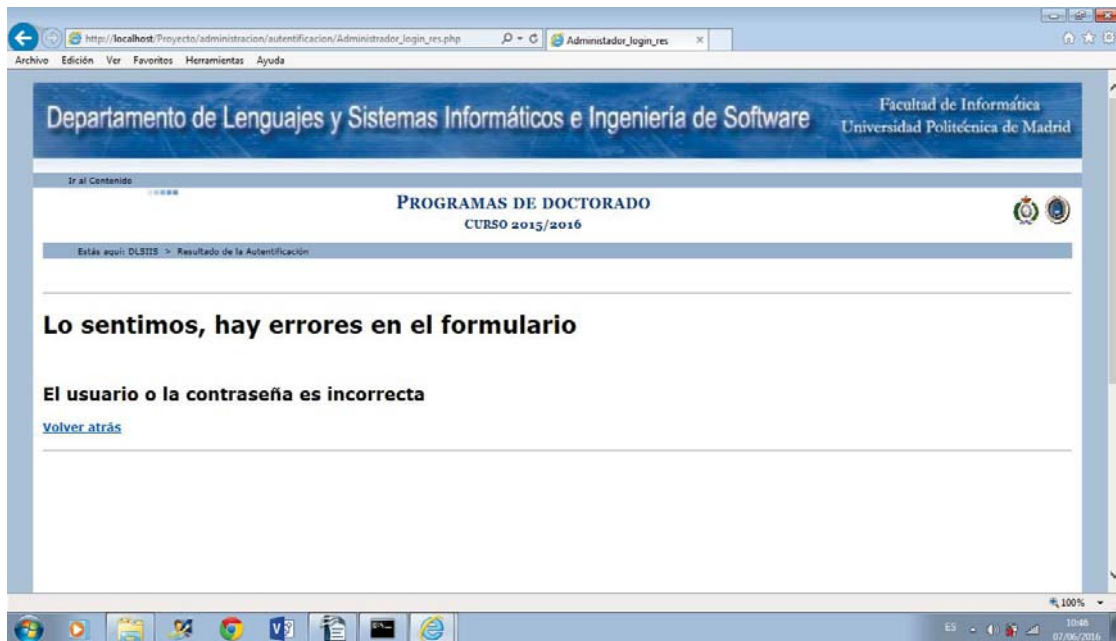 http://localhost/Proyecto/administracion/autentificacion/Administrador_login_res.php
Administador_login_res
Archivo Edición Ver Favoritos Herramientas Ayuda
Departamento de Lenguajes y Sistemas Informáticos e Ingeniería de Software
Facultad de Informática
Universidad Politécnica de Madrid
Ir al Contenido
PROGRAMAS DE DOCTORADO
CURSO 2015/2016
Estás aquí: DLSIIS > Resultado de la Autentificación
Lo sentimos, hay errores en el formulario
El usuario o la contraseña es incorrecta
Volver atrás
100%
ES
10:46
07/06/2016